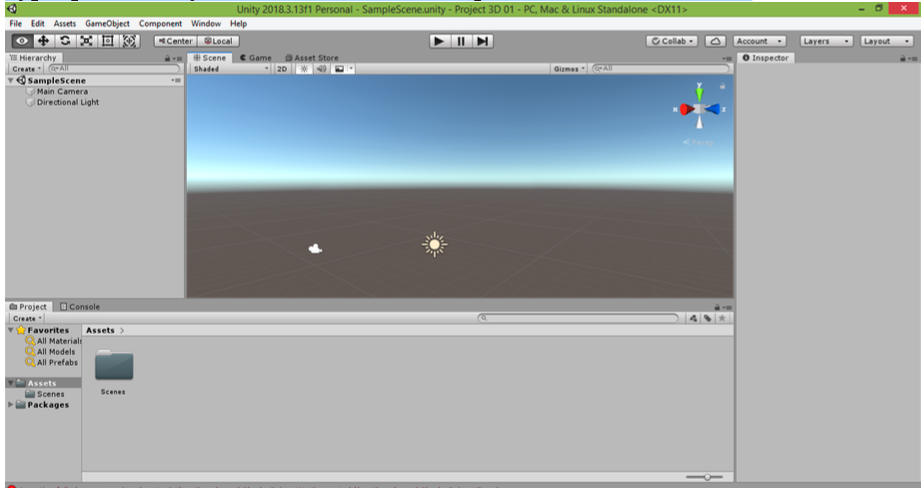 Unity 2018.3.13f1 Personal - SampleScene.unity - Project 3D 01 - PC, Mac & Linux Standalone <DX11>
File Edit Assets GameObject Component Window Help
Center Local Collab Account Layers Layout
Hierarchy Scene Game Asset Store Inspector
Create All Shaded 2D Gizmos All
SampleScene
Main Camera
Directional Light
y
x z
Persp
Project Console
Create
Favorites Assets >
All Materials
All Models
All Prefabs
Assets
Scenes Scenes
Packages